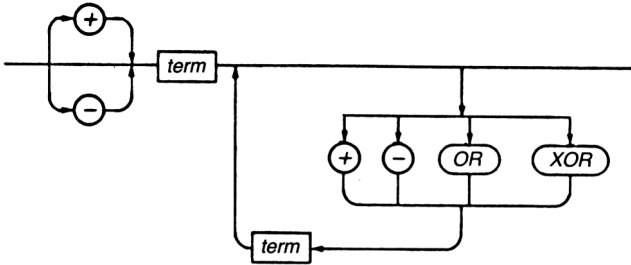 +
term
−
+ − OR XOR
term